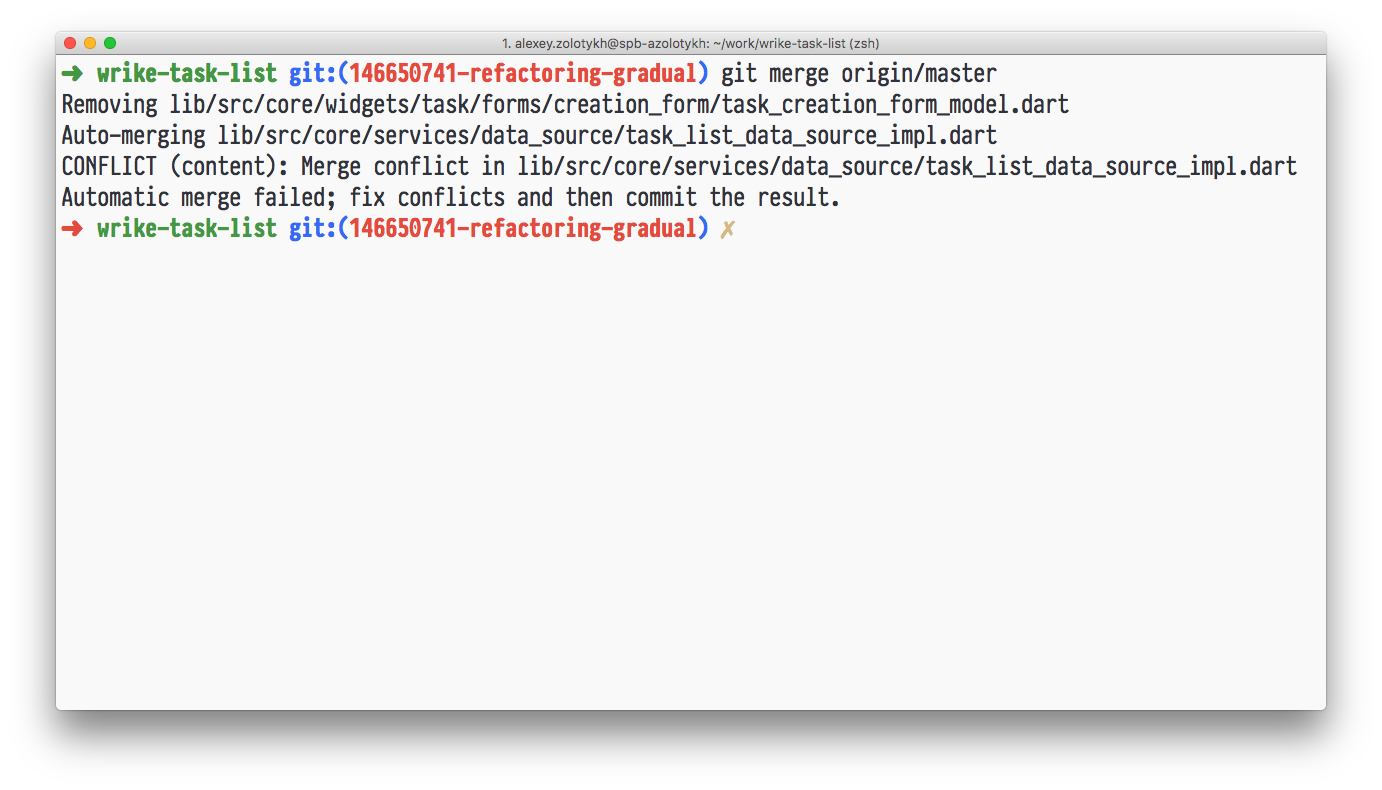 1. alexey.zolotykh@spb-azolotykh: ~/work/wrike-task-list (zsh)
➜ wrike-task-list git:(146650741-refactoring-gradual) git merge origin/master
Removing lib/src/core/widgets/task/forms/creation_form/task_creation_form_model.dart
Auto-merging lib/src/core/services/data_source/task_list_data_source_impl.dart
CONFLICT (content): Merge conflict in lib/src/core/services/data_source/task_list_data_source_impl.dart
Automatic merge failed; fix conflicts and then commit the result.
➜ wrike-task-list git:(146650741-refactoring-gradual) ✗